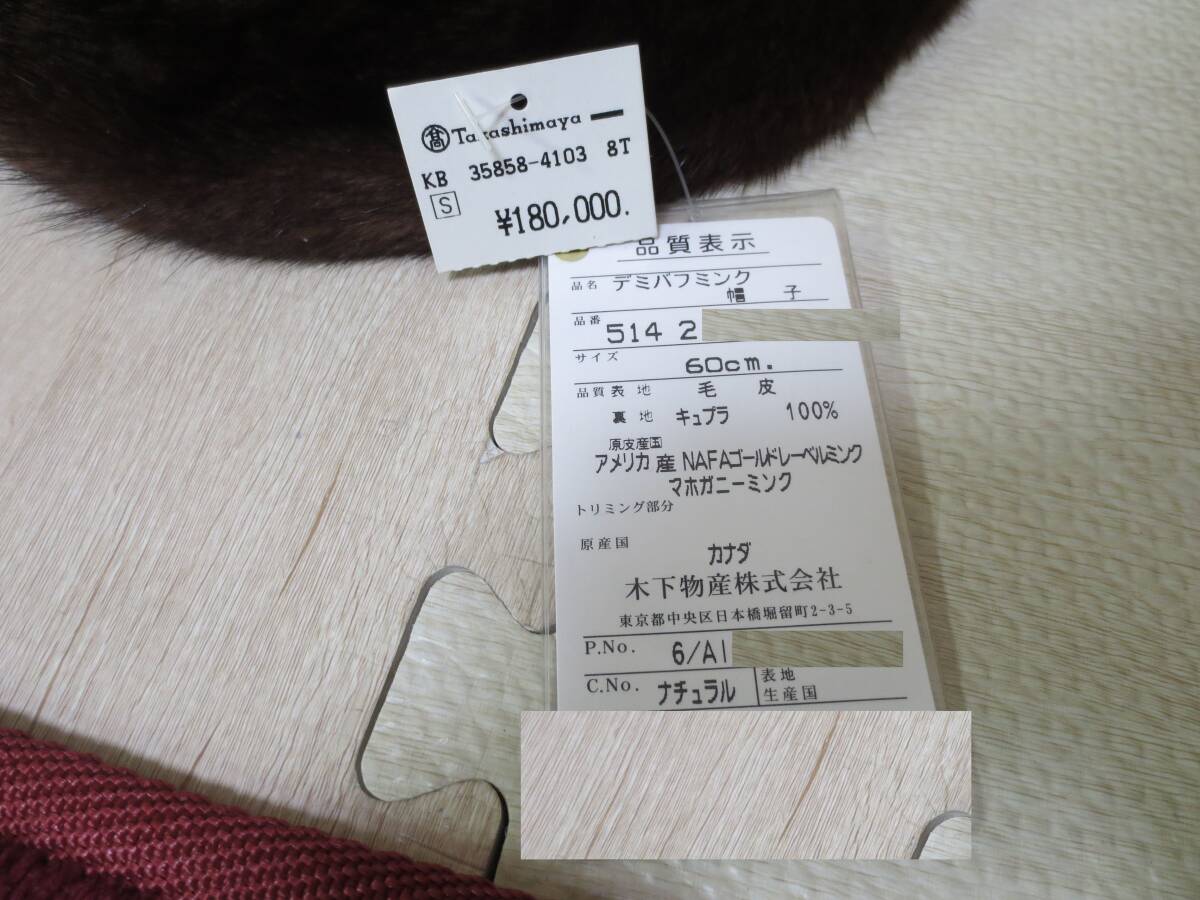 髙 Takashimaya
KB 35858-4103 8T
S
¥180,000.
品質表示
品名 デミバフミンク
帽 子
品番 514 2
サイズ 60cm.
品質 表地 毛 皮
裏地 キュプラ 100%
原皮産国
アメリカ産 NAFAゴールドレーベルミンク
マホガニーミンク
トリミング部分
原産国
カナダ
木下物産株式会社
東京都中央区日本橋堀留町2-3-5
P.No. 6/A1
C.No. ナチュラル 表地
生産国